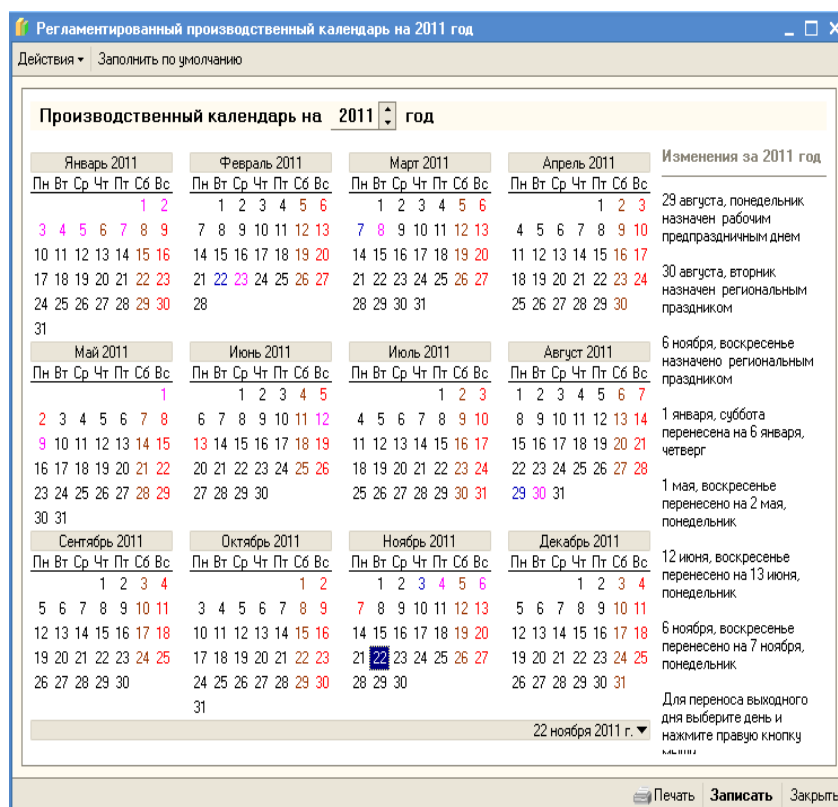 Регламентированный производственный календарь на 2011 год
Действия Заполнить по умолчанию
Производственный календарь на 2011 год
Январь 2011 Февраль 2011 Март 2011 Апрель 2011
Пн Вт Ср Чт Пт Сб Вс Пн Вт Ср Чт Пт Сб Вс Пн Вт Ср Чт Пт Сб Вс Пн Вт Ср Чт Пт Сб Вс
1 2 1 2 3 4 5 6 1 2 3 4 5 6 1 2 3
3 4 5 6 7 8 9 7 8 9 10 11 12 13 7 8 9 10 11 12 13 4 5 6 7 8 9 10
10 11 12 13 14 15 16 14 15 16 17 18 19 20 14 15 16 17 18 19 20 11 12 13 14 15 16 17
17 18 19 20 21 22 23 21 22 23 24 25 26 27 21 22 23 24 25 26 27 18 19 20 21 22 23 24
24 25 26 27 28 29 30 28 28 29 30 31 25 26 27 28 29 30
31
Май 2011 Июнь 2011 Июль 2011 Август 2011
Пн Вт Ср Чт Пт Сб Вс Пн Вт Ср Чт Пт Сб Вс Пн Вт Ср Чт Пт Сб Вс Пн Вт Ср Чт Пт Сб Вс
1 1 2 3 4 5 1 2 3 1 2 3 4 5 6 7
2 3 4 5 6 7 8 6 7 8 9 10 11 12 4 5 6 7 8 9 10 8 9 10 11 12 13 14
9 10 11 12 13 14 15 13 14 15 16 17 18 19 11 12 13 14 15 16 17 15 16 17 18 19 20 21
16 17 18 19 20 21 22 20 21 22 23 24 25 26 18 19 20 21 22 23 24 22 23 24 25 26 27 28
23 24 25 26 27 28 29 27 28 29 30 25 26 27 28 29 30 31 29 30 31
30 31
Сентябрь 2011 Октябрь 2011 Ноябрь 2011 Декабрь 2011
Пн Вт Ср Чт Пт Сб Вс Пн Вт Ср Чт Пт Сб Вс Пн Вт Ср Чт Пт Сб Вс Пн Вт Ср Чт Пт Сб Вс
1 2 3 4 1 2 1 2 3 4 5 6 1 2 3 4
5 6 7 8 9 10 11 3 4 5 6 7 8 9 7 8 9 10 11 12 13 5 6 7 8 9 10 11
12 13 14 15 16 17 18 10 11 12 13 14 15 16 14 15 16 17 18 19 20 12 13 14 15 16 17 18
19 20 21 22 23 24 25 17 18 19 20 21 22 23 21 22 23 24 25 26 27 19 20 21 22 23 24 25
26 27 28 29 30 24 25 26 27 28 29 30 28 29 30 26 27 28 29 30 31
31
22 ноября 2011 г.
Изменения за 2011 год
29 августа, понедельник
назначен рабочим
предпраздничным днем
30 августа, вторник
назначен региональным
праздником
6 ноября, воскресенье
назначено региональным
праздником
1 января, суббота
перенесена на 6 января,
четверг
1 мая, воскресенье
перенесено на 2 мая,
понедельник
12 июня, воскресенье
перенесено на 13 июня,
понедельник
6 ноября, воскресенье
перенесено на 7 ноября,
понедельник
Для переноса выходного
дня выберите день и
нажмите правую кнопку
Печать Записать Закрыть